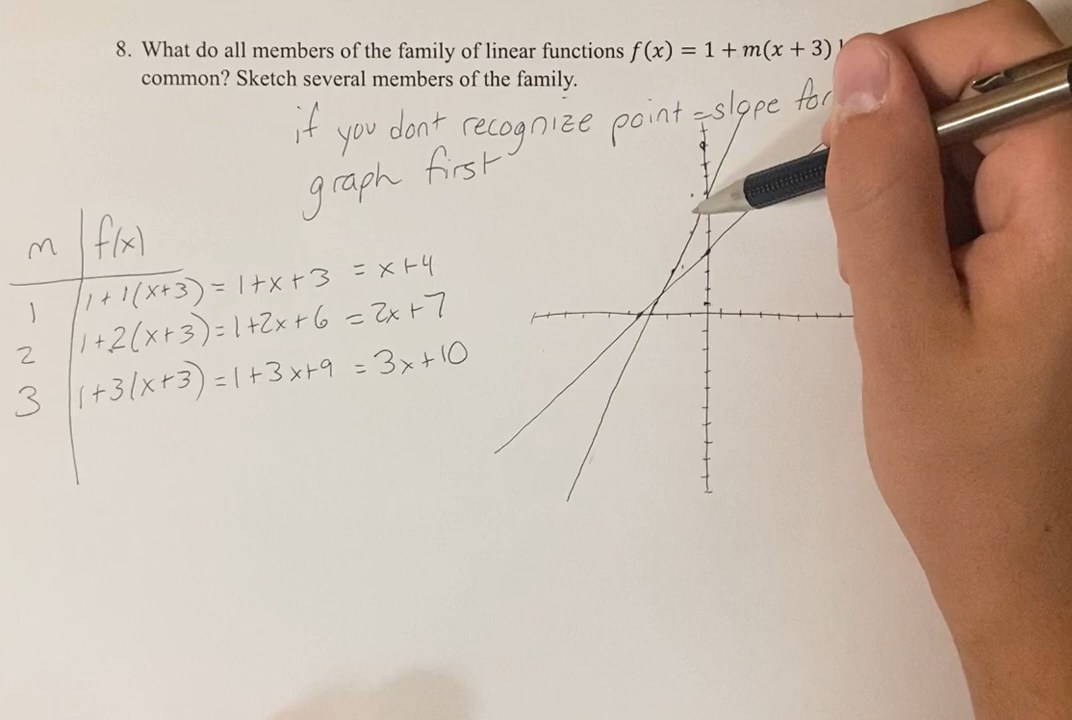 8. What do all members of the family of linear functions f(x) = 1 + m(x + 3)
common? Sketch several members of the family.
if you dont recognize point-slope for
graph first
m f(x)
1 1+1(x+3) = 1+x+3 = x+4
2 1+2(x+3)=1+2x+6 = 2x+7
3 1+3(x+3)=1+3x+9 = 3x+10